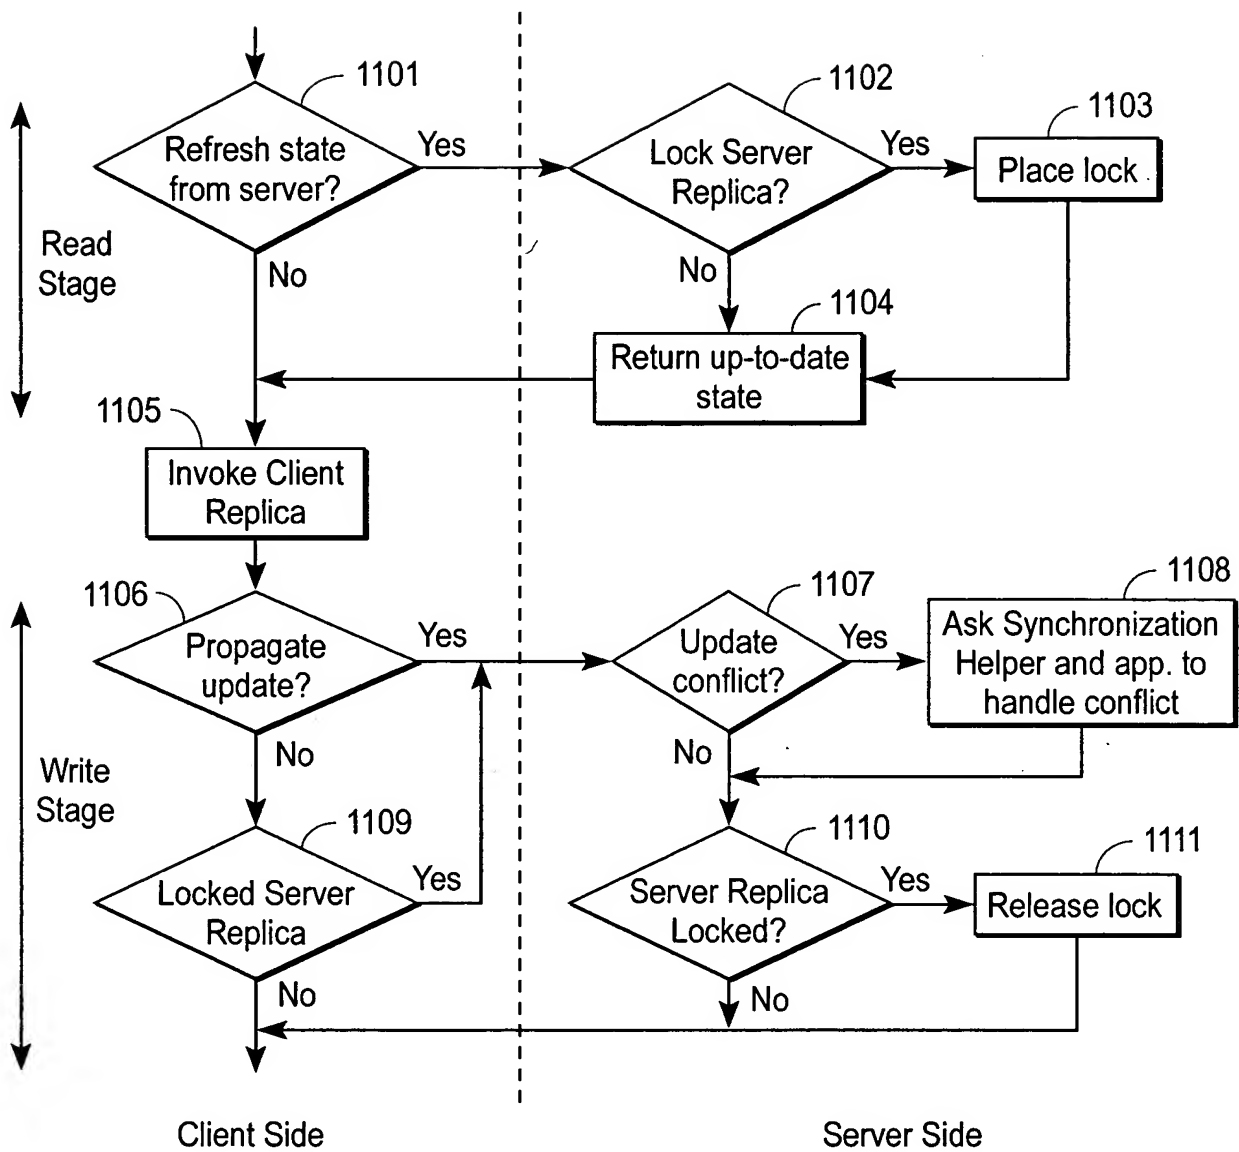 1101
Refresh state
from server?
Yes
No
1102
Lock Server
Replica?
Yes
No
1103
Place lock
Read
Stage
1104
Return up-to-date
state
1105
Invoke Client
Replica
1106
Propagate
update?
Yes
No
1107
Update
conflict?
Yes
No
1108
Ask Synchronization
Helper and app. to
handle conflict
Write
Stage
1109
Locked Server
Replica
Yes
No
1110
Server Replica
Locked?
Yes
No
1111
Release lock
Client Side
Server Side